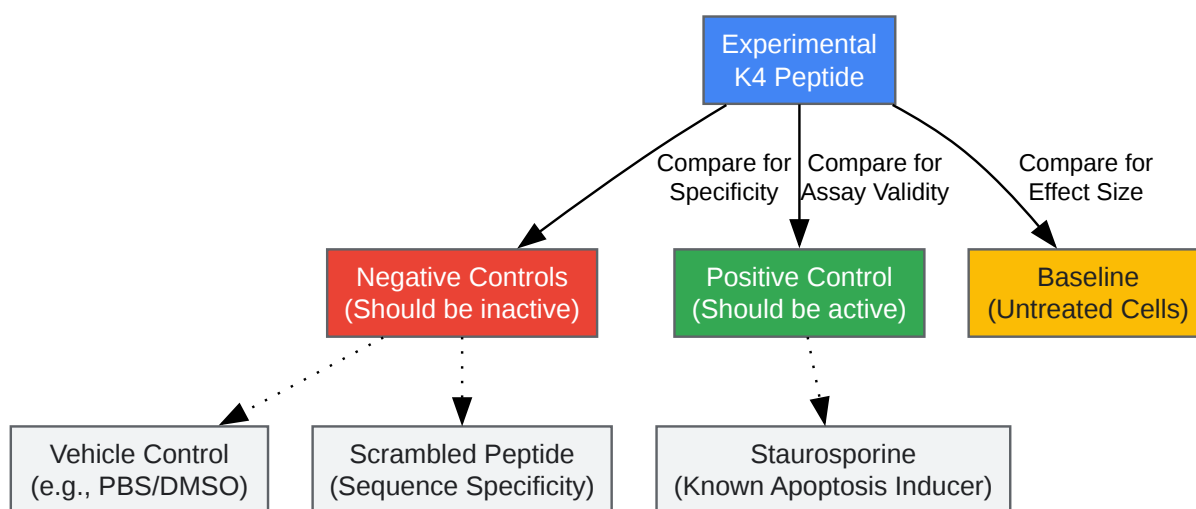 Experimental
K4 Peptide
Compare for
Specificity
Compare for
Assay Validity
Compare for
Effect Size
Negative Controls
(Should be inactive)
Positive Control
(Should be active)
Baseline
(Untreated Cells)
Vehicle Control
(e.g., PBS/DMSO)
Scrambled Peptide
(Sequence Specificity)
Staurosporine
(Known Apoptosis Inducer)